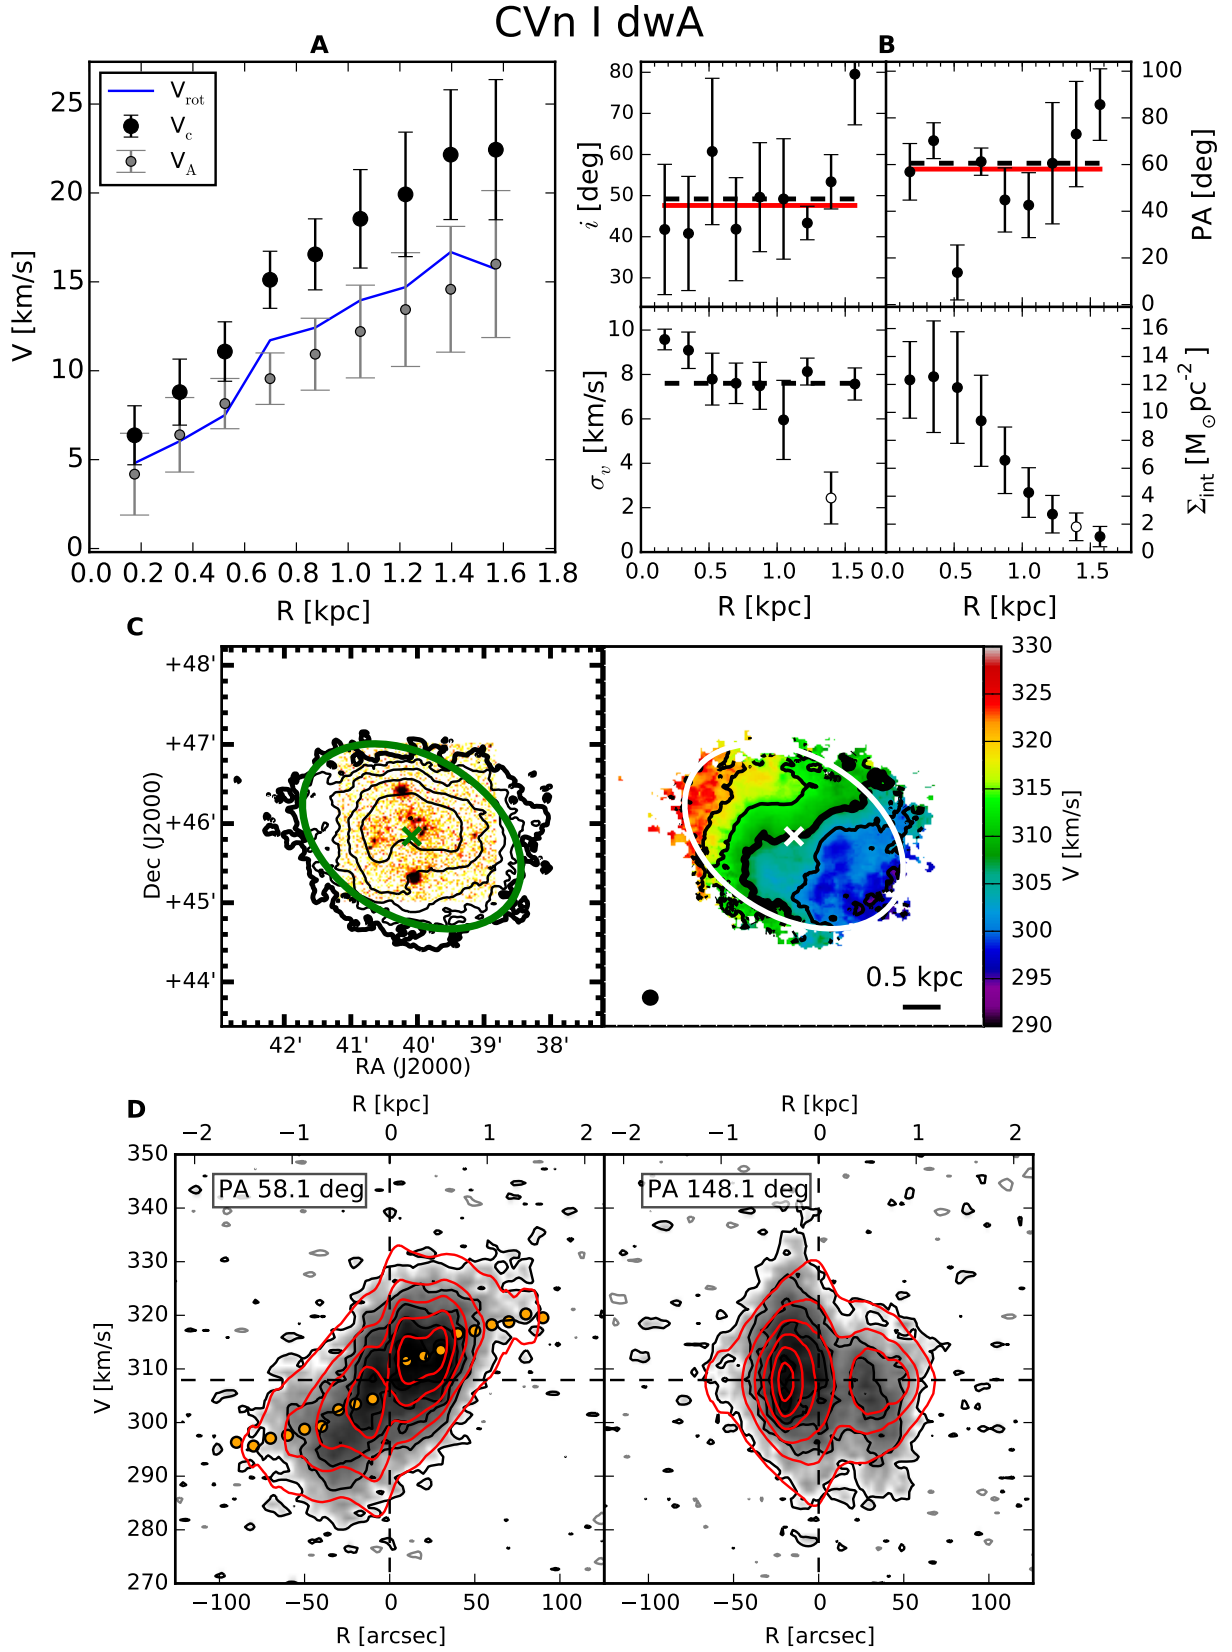 CVn I dwA
A
B
V_rot
V_c
V_A
V [km/s]
25
20
15
10
5
0
0.0 0.2 0.4 0.6 0.8 1.0 1.2 1.4 1.6 1.8
R [kpc]
i [deg]
80
70
60
50
40
30
PA [deg]
100
80
60
40
20
0
σ_v [km/s]
10
8
6
4
2
0
Σ_int [M_⊙ pc^-2]
16
14
12
10
8
6
4
2
0
0.5 1.0 1.5 0.0 0.5 1.0 1.5
R [kpc] R [kpc]
C
Dec (J2000)
+48'
+47'
+46'
+45'
+44'
42' 41' 40' 39' 38'
RA (J2000)
0.5 kpc
V [km/s]
330
325
320
315
310
305
300
295
290
D
R [kpc] R [kpc]
−2 −1 0 1 2 −2 −1 0 1 2
PA 58.1 deg PA 148.1 deg
V [km/s]
350
340
330
320
310
300
290
280
270
−100 −50 0 50 100 −100 −50 0 50 100
R [arcsec] R [arcsec]